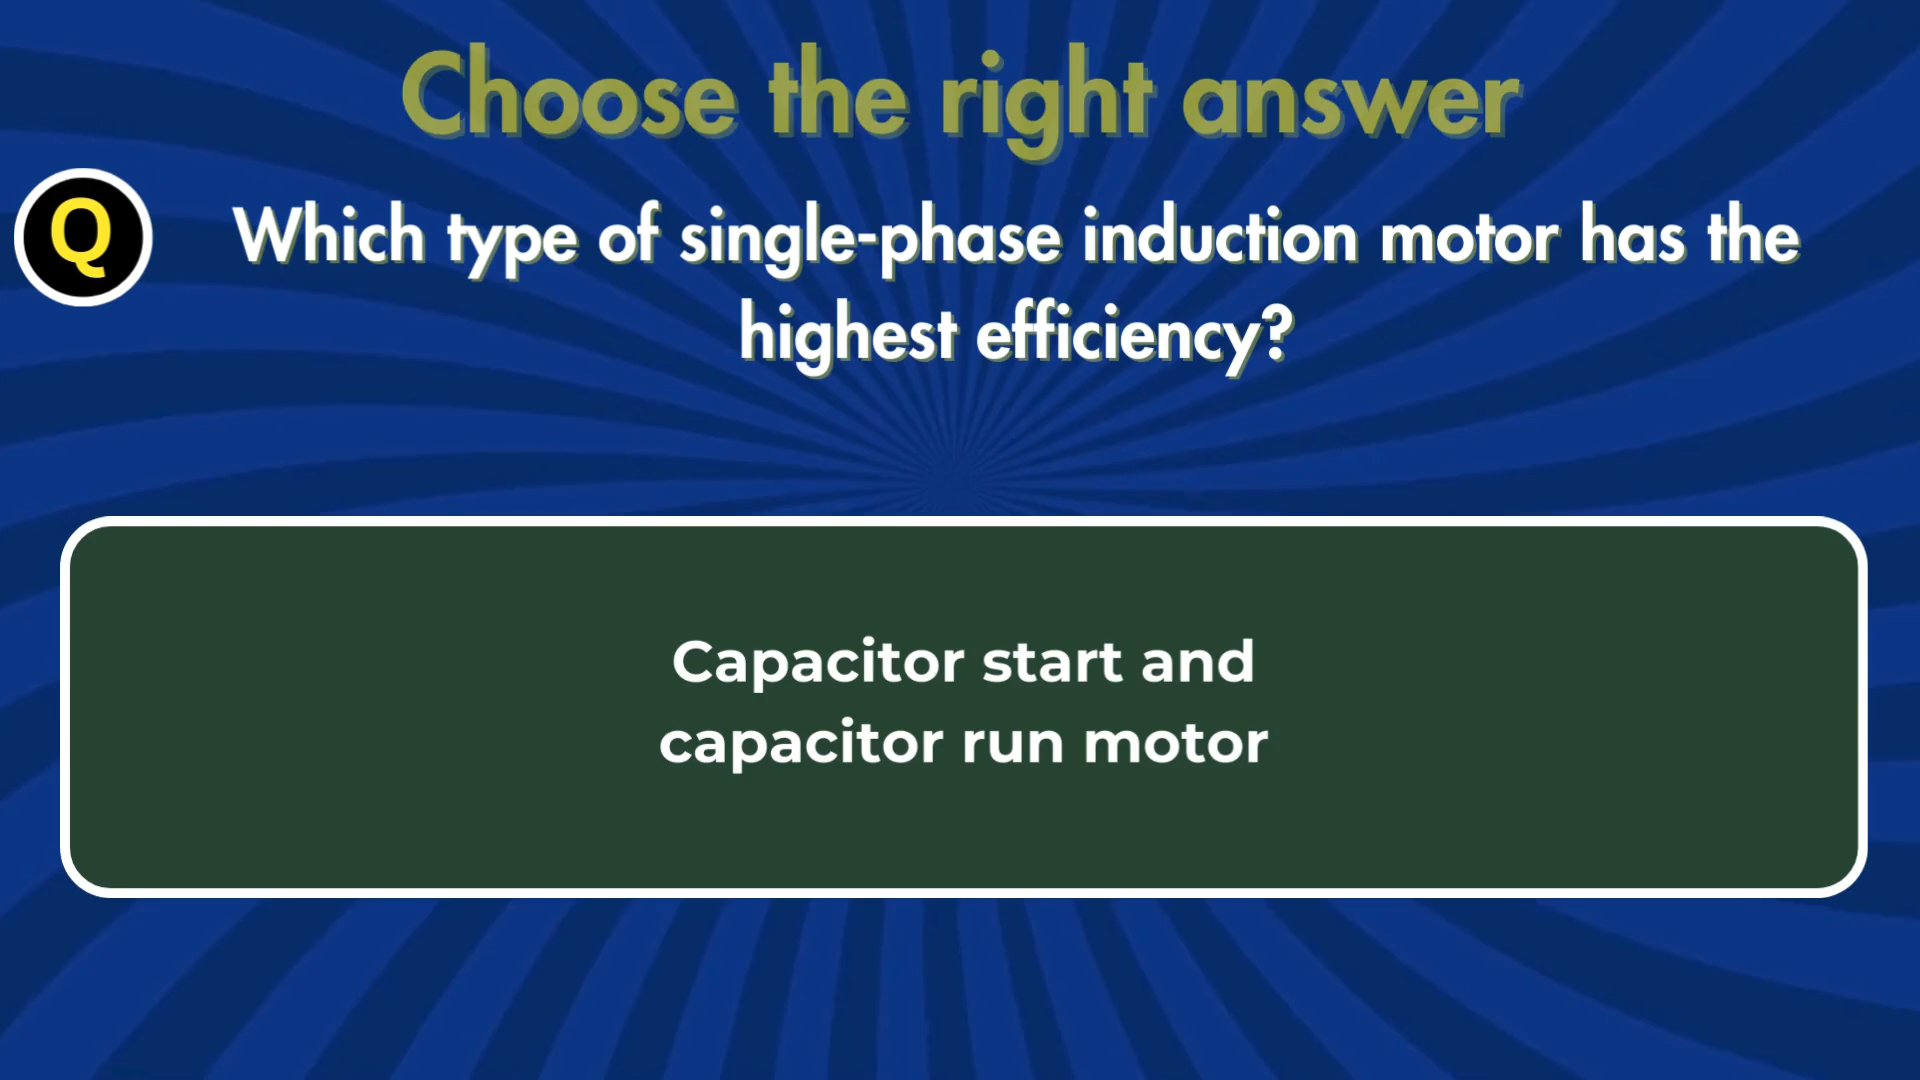 Choose the right answer
Q
Which type of single-phase induction motor has the
highest efficiency?
Capacitor start and
capacitor run motor